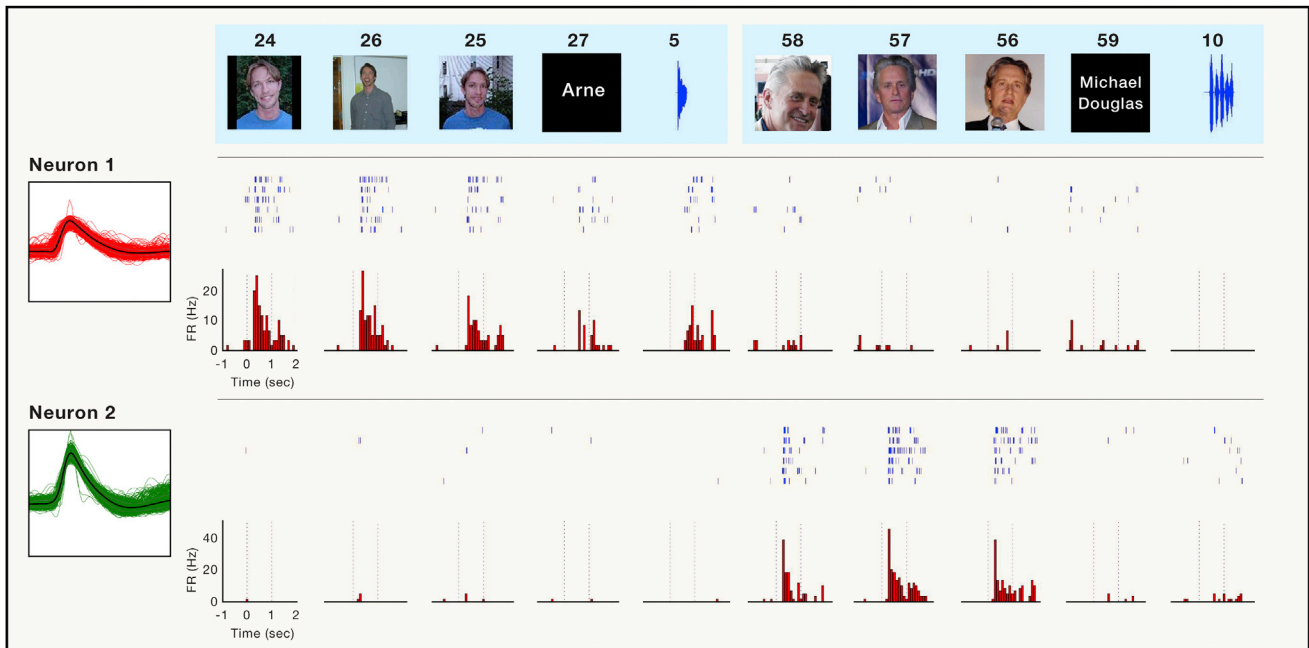 24 26 25 27 5 58 57 56 59 10
Arne
Michael
Douglas
Neuron 1
FR (Hz)
20
10
0
-1 0 1 2
Time (sec)
Neuron 2
FR (Hz)
40
20
0
-1 0 1 2
Time (sec)